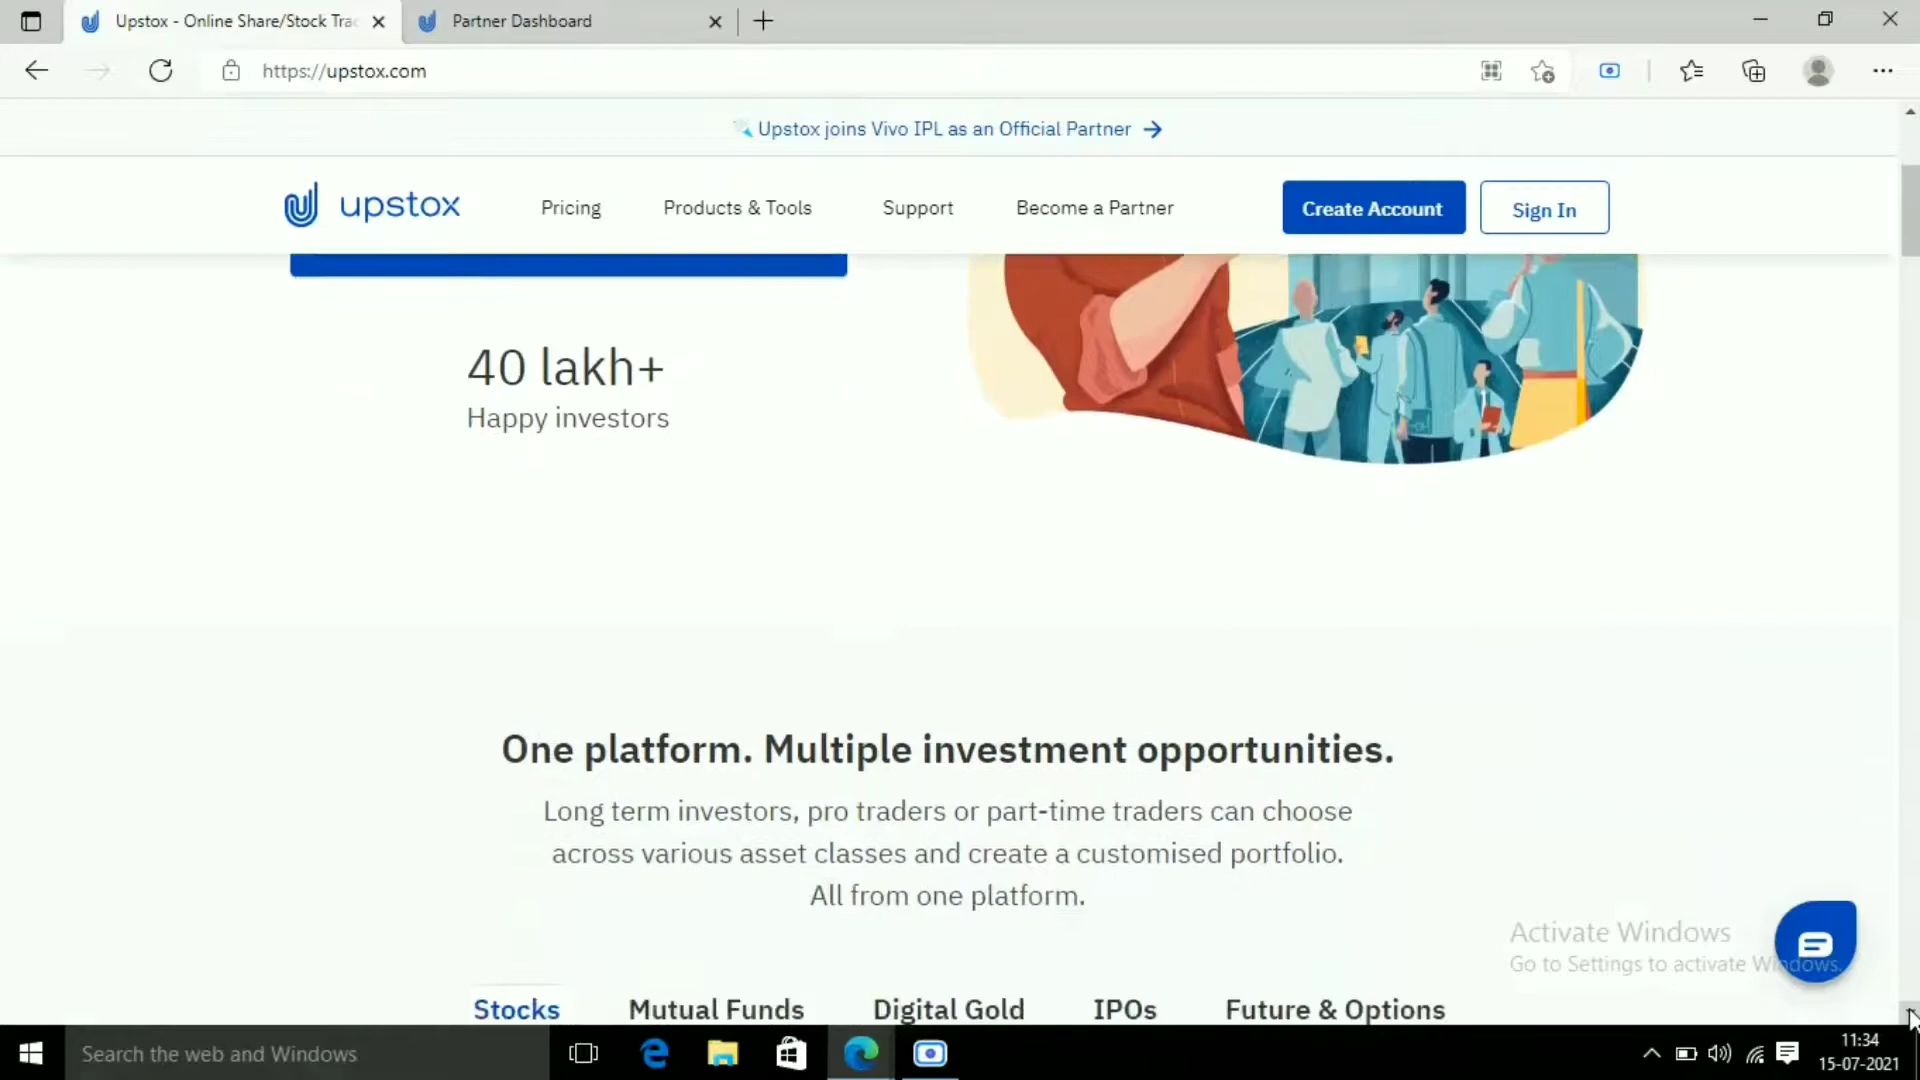 Upstox - Online Share/Stock Tra
Partner Dashboard
https://upstox.com
Upstox joins Vivo IPL as an Official Partner
upstox
Pricing
Products & Tools
Support
Become a Partner
Create Account
Sign In
40 lakh+
Happy investors
One platform. Multiple investment opportunities.
Long term investors, pro traders or part-time traders can choose
across various asset classes and create a customised portfolio.
All from one platform.
Activate Windows
Go to Settings to activate Windows.
Stocks
Mutual Funds
Digital Gold
IPOs
Future & Options
Search the web and Windows
11:34
15-07-2021